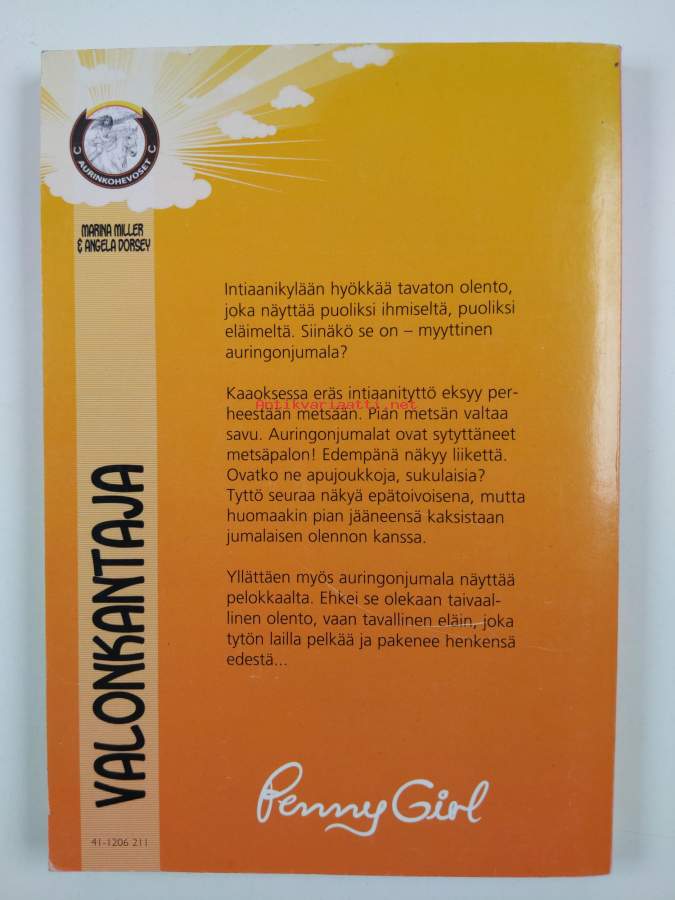 C AURINKOHEVOSET C
MARINA MILLER
& ANGELA DORSEY
Intiaanikylään hyökkää tavaton olento,
joka näyttää puoliksi ihmiseltä, puoliksi
eläimeltä. Siinäkö se on – myyttinen
auringonjumala?
Kaaoksessa eräs intiaanityttö eksyy per-
heestään metsään. Pian metsän valtaa
Antikvariaatti.net
savu. Auringonjumalat ovat sytyttäneet
metsäpalon! Edempänä näkyy liikettä.
Ovatko ne apujoukkoja, sukulaisia?
Tyttö seuraa näkyä epätoivoisena, mutta
huomaakin pian jääneensä kaksistaan
jumalaisen olennon kanssa.
Yllättäen myös auringonjumala näyttää
pelokkaalta. Ehkei se olekaan taivaal-
linen olento, vaan tavallinen eläin, joka
tytön lailla pelkää ja pakenee henkensä
edestä...
VALONKANTAJA
Penny Girl
41-1206 211